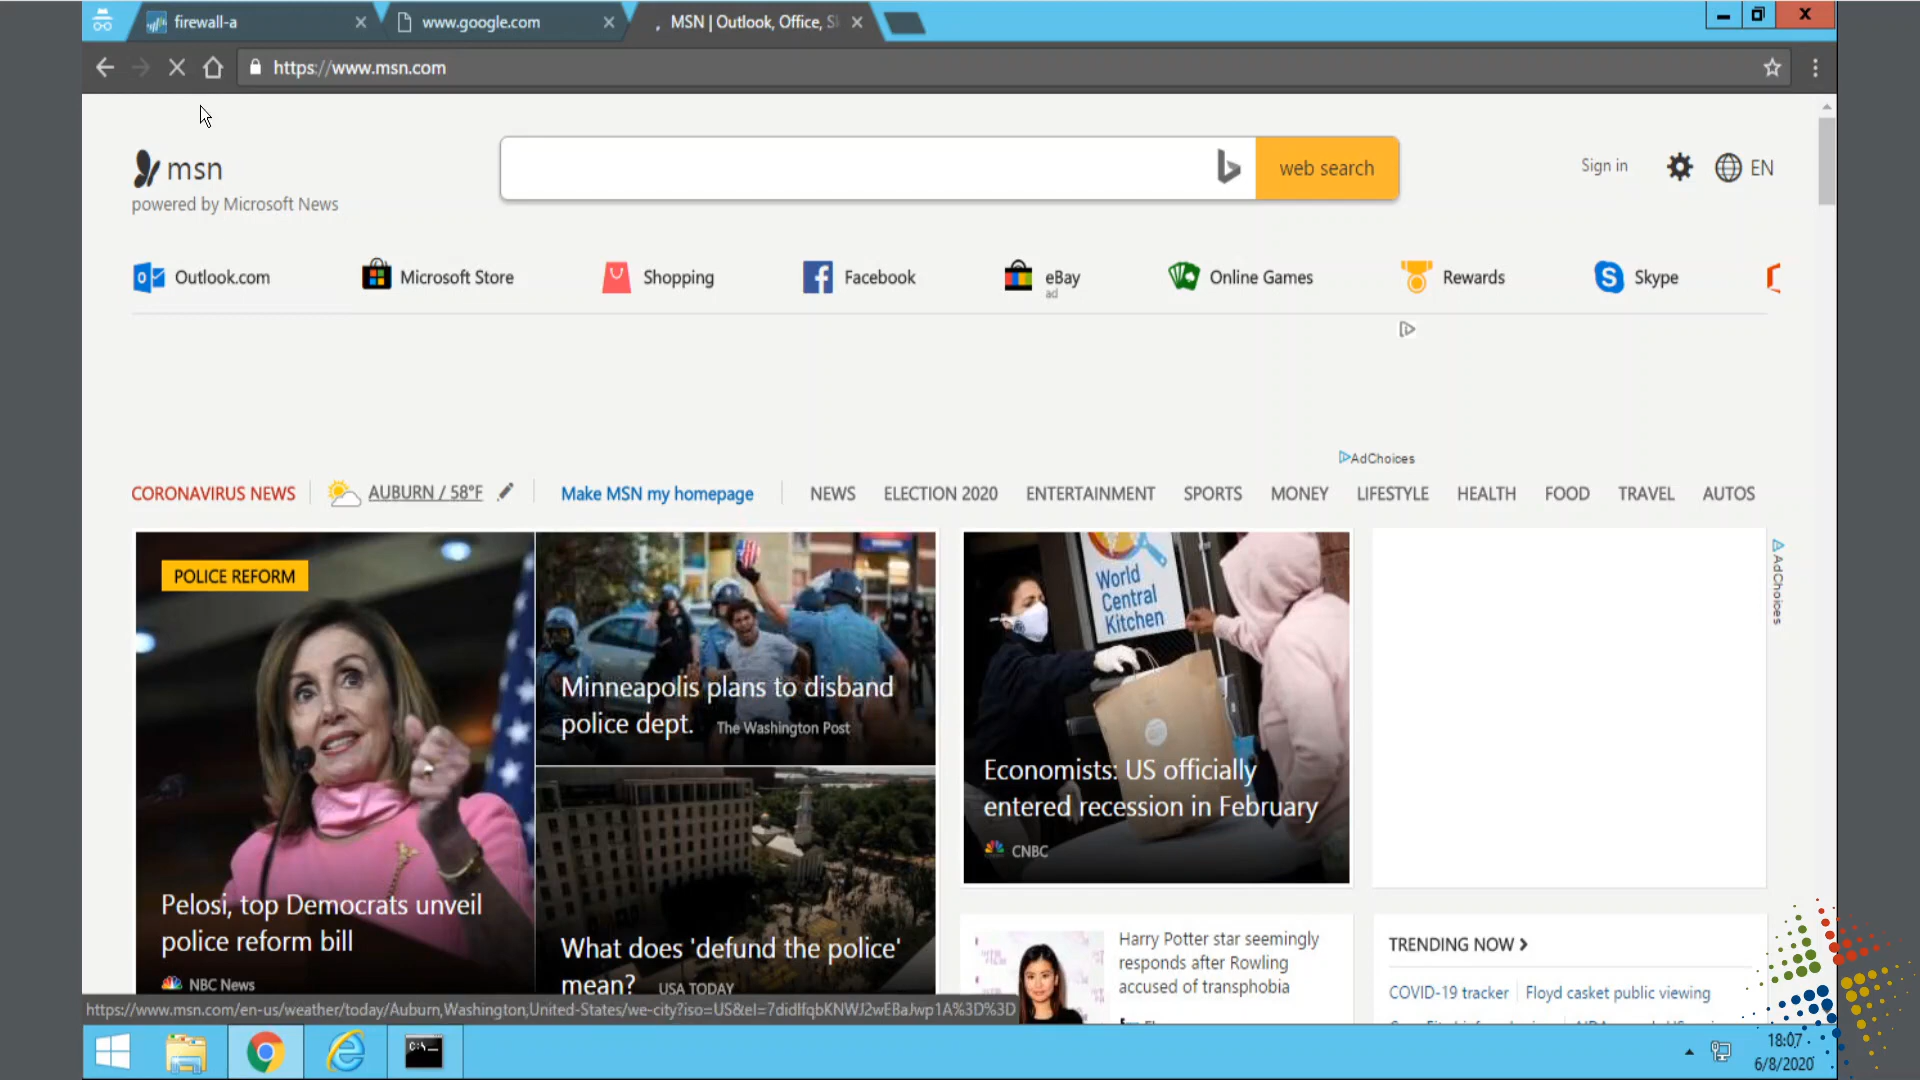 firewall-a
www.google.com
MSN | Outlook, Office, S
https://www.msn.com
msn
powered by Microsoft News
web search
Sign in
EN
Outlook.com
Microsoft Store
Shopping
Facebook
eBay
ad
Online Games
Rewards
Skype
AdChoices
CORONAVIRUS NEWS
AUBURN / 58°F
Make MSN my homepage
NEWS
ELECTION 2020
ENTERTAINMENT
SPORTS
MONEY
LIFESTYLE
HEALTH
FOOD
TRAVEL
AUTOS
POLICE REFORM
Pelosi, top Democrats unveil
police reform bill
NBC News
Minneapolis plans to disband
police dept. The Washington Post
What does 'defund the police'
mean? USA TODAY
World
Central
Kitchen
Economists: US officially
entered recession in February
CNBC
AdChoices
Harry Potter star seemingly
responds after Rowling
accused of transphobia
TRENDING NOW
COVID-19 tracker
Floyd casket public viewing
https://www.msn.com/en-us/weather/today/Auburn,Washington,United-States/we-city?iso=US&el=7didIfqbKNWJ2wEBaJwp1A%3D%3D
C:\
18:07
6/8/2020